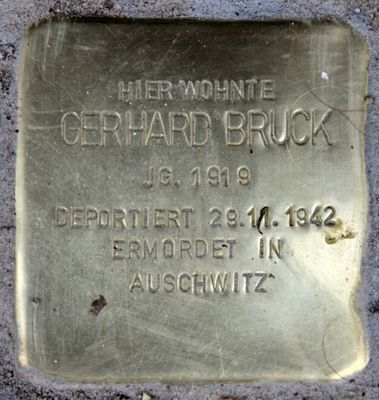 HIER WOHNTE
GERHARD BRUCK
JG. 1919
DEPORTIERT 29.11.1942
ERMORDET IN
AUSCHWITZ